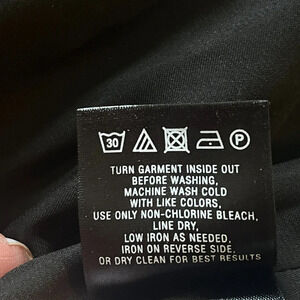 30 P
TURN GARMENT INSIDE OUT
BEFORE WASHING,
MACHINE WASH COLD
WITH LIKE COLORS,
USE ONLY NON-CHLORINE BLEACH,
LINE DRY,
LOW IRON AS NEEDED,
IRON ON REVERSE SIDE,
OR DRY CLEAN FOR BEST RESULTS